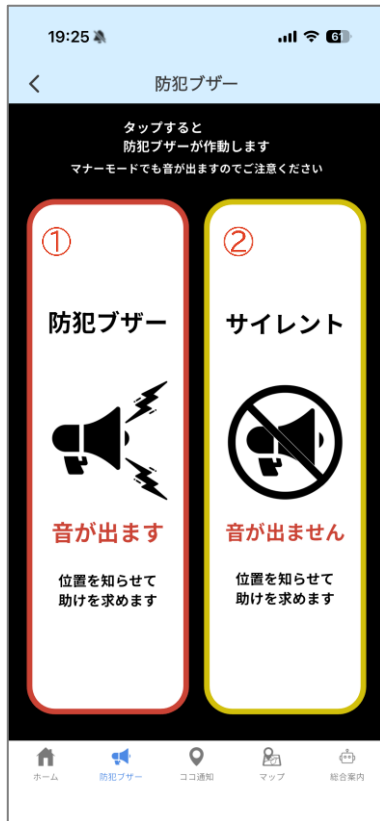 19:25
61
防犯ブザー
タップすると
防犯ブザーが作動します
マナーモードでも音が出ますのでご注意ください
①
防犯ブザー
音が出ます
位置を知らせて
助けを求めます
②
サイレント
音が出ません
位置を知らせて
助けを求めます
ホーム
防犯ブザー
ココ通知
マップ
総合案内